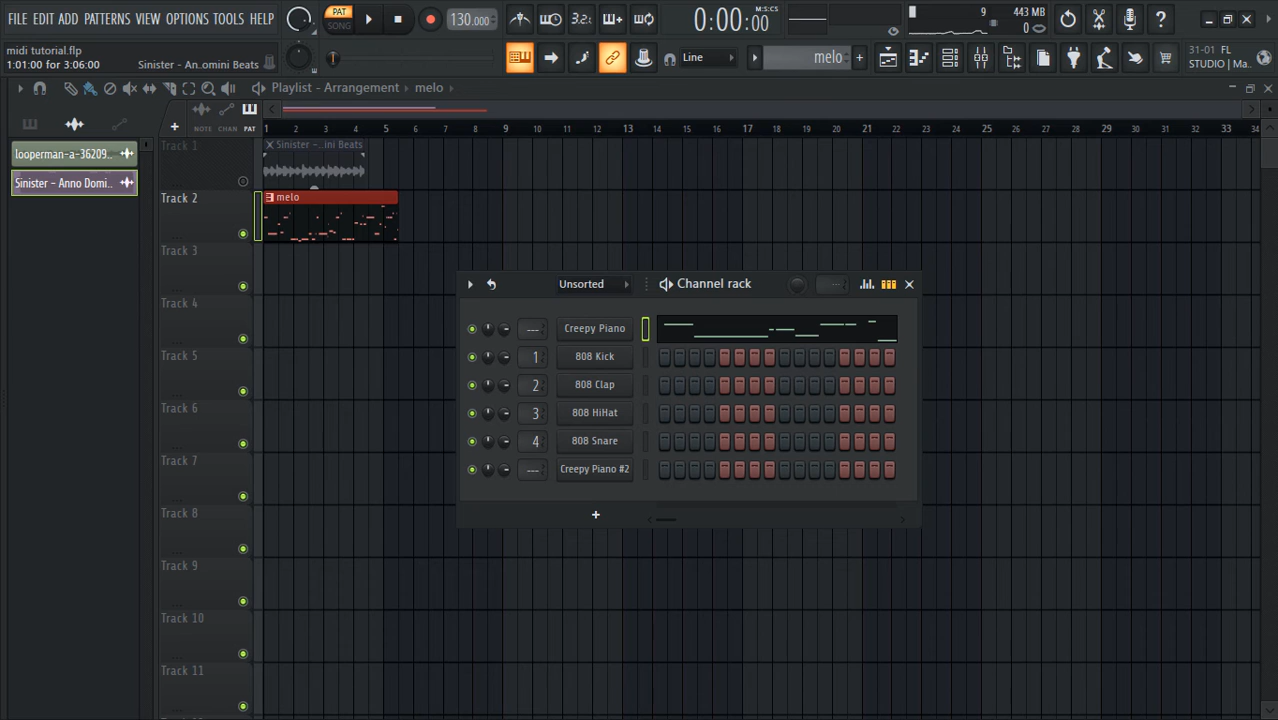 FILE EDIT ADD PATTERNS VIEW OPTIONS TOOLS HELP
PAT
SONG
130.000
3.2
0:00:00
M:S:CS
9
443 MB
0
midi tutorial.flp
1:01:00 for 3:06:00
Sinister - An..omini Beats
Line
melo
31-01 FL
STUDIO | Ma..
Playlist - Arrangement
melo
NOTE CHAN PAT
1 2 3 4 5 6 7 8 9 10 11 12 13 14 15 16 17 18 19 20 21 22 23 24 25 26 27 28 29 30 31 32 33 34
looperman-a-36209..
Sinister - Anno Domi..
Track 1
Sinister -..ini Beats
Track 2
melo
Track 3
Track 4
Track 5
Track 6
Track 7
Track 8
Track 9
Track 10
Track 11
Unsorted
Channel rack
---
Creepy Piano
1
808 Kick
2
808 Clap
3
808 HiHat
4
808 Snare
---
Creepy Piano #2